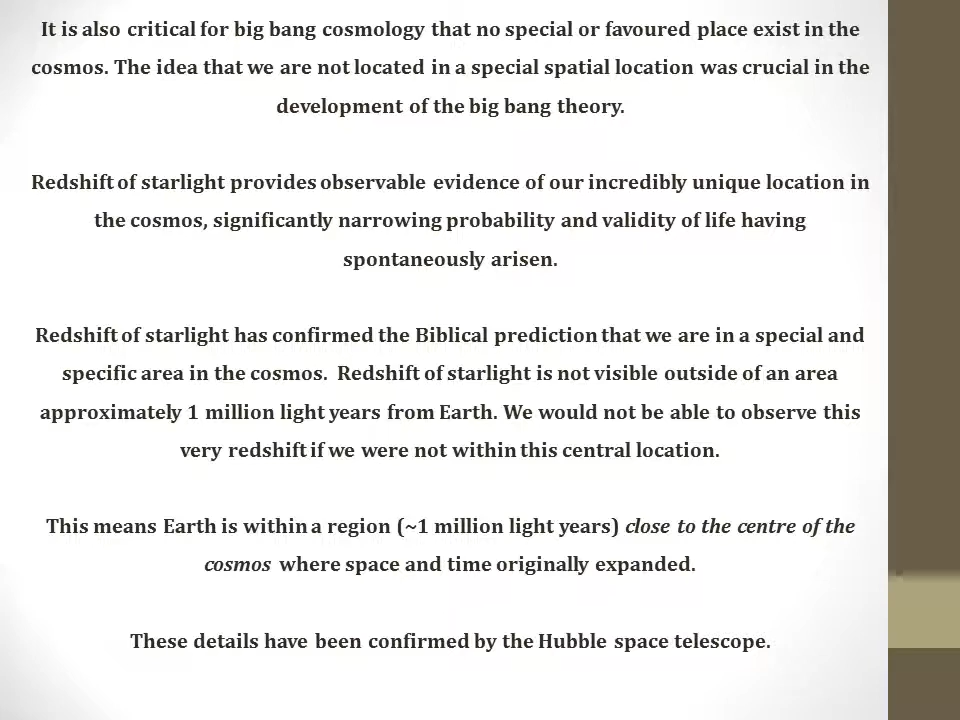 It is also critical for big bang cosmology that no special or favoured place exist in the
cosmos. The idea that we are not located in a special spatial location was crucial in the
development of the big bang theory.
Redshift of starlight provides observable evidence of our incredibly unique location in
the cosmos, significantly narrowing probability and validity of life having
spontaneously arisen.
Redshift of starlight has confirmed the Biblical prediction that we are in a special and
specific area in the cosmos. Redshift of starlight is not visible outside of an area
approximately 1 million light years from Earth. We would not be able to observe this
very redshift if we were not within this central location.
This means Earth is within a region (~1 million light years) close to the centre of the
cosmos where space and time originally expanded.
These details have been confirmed by the Hubble space telescope.